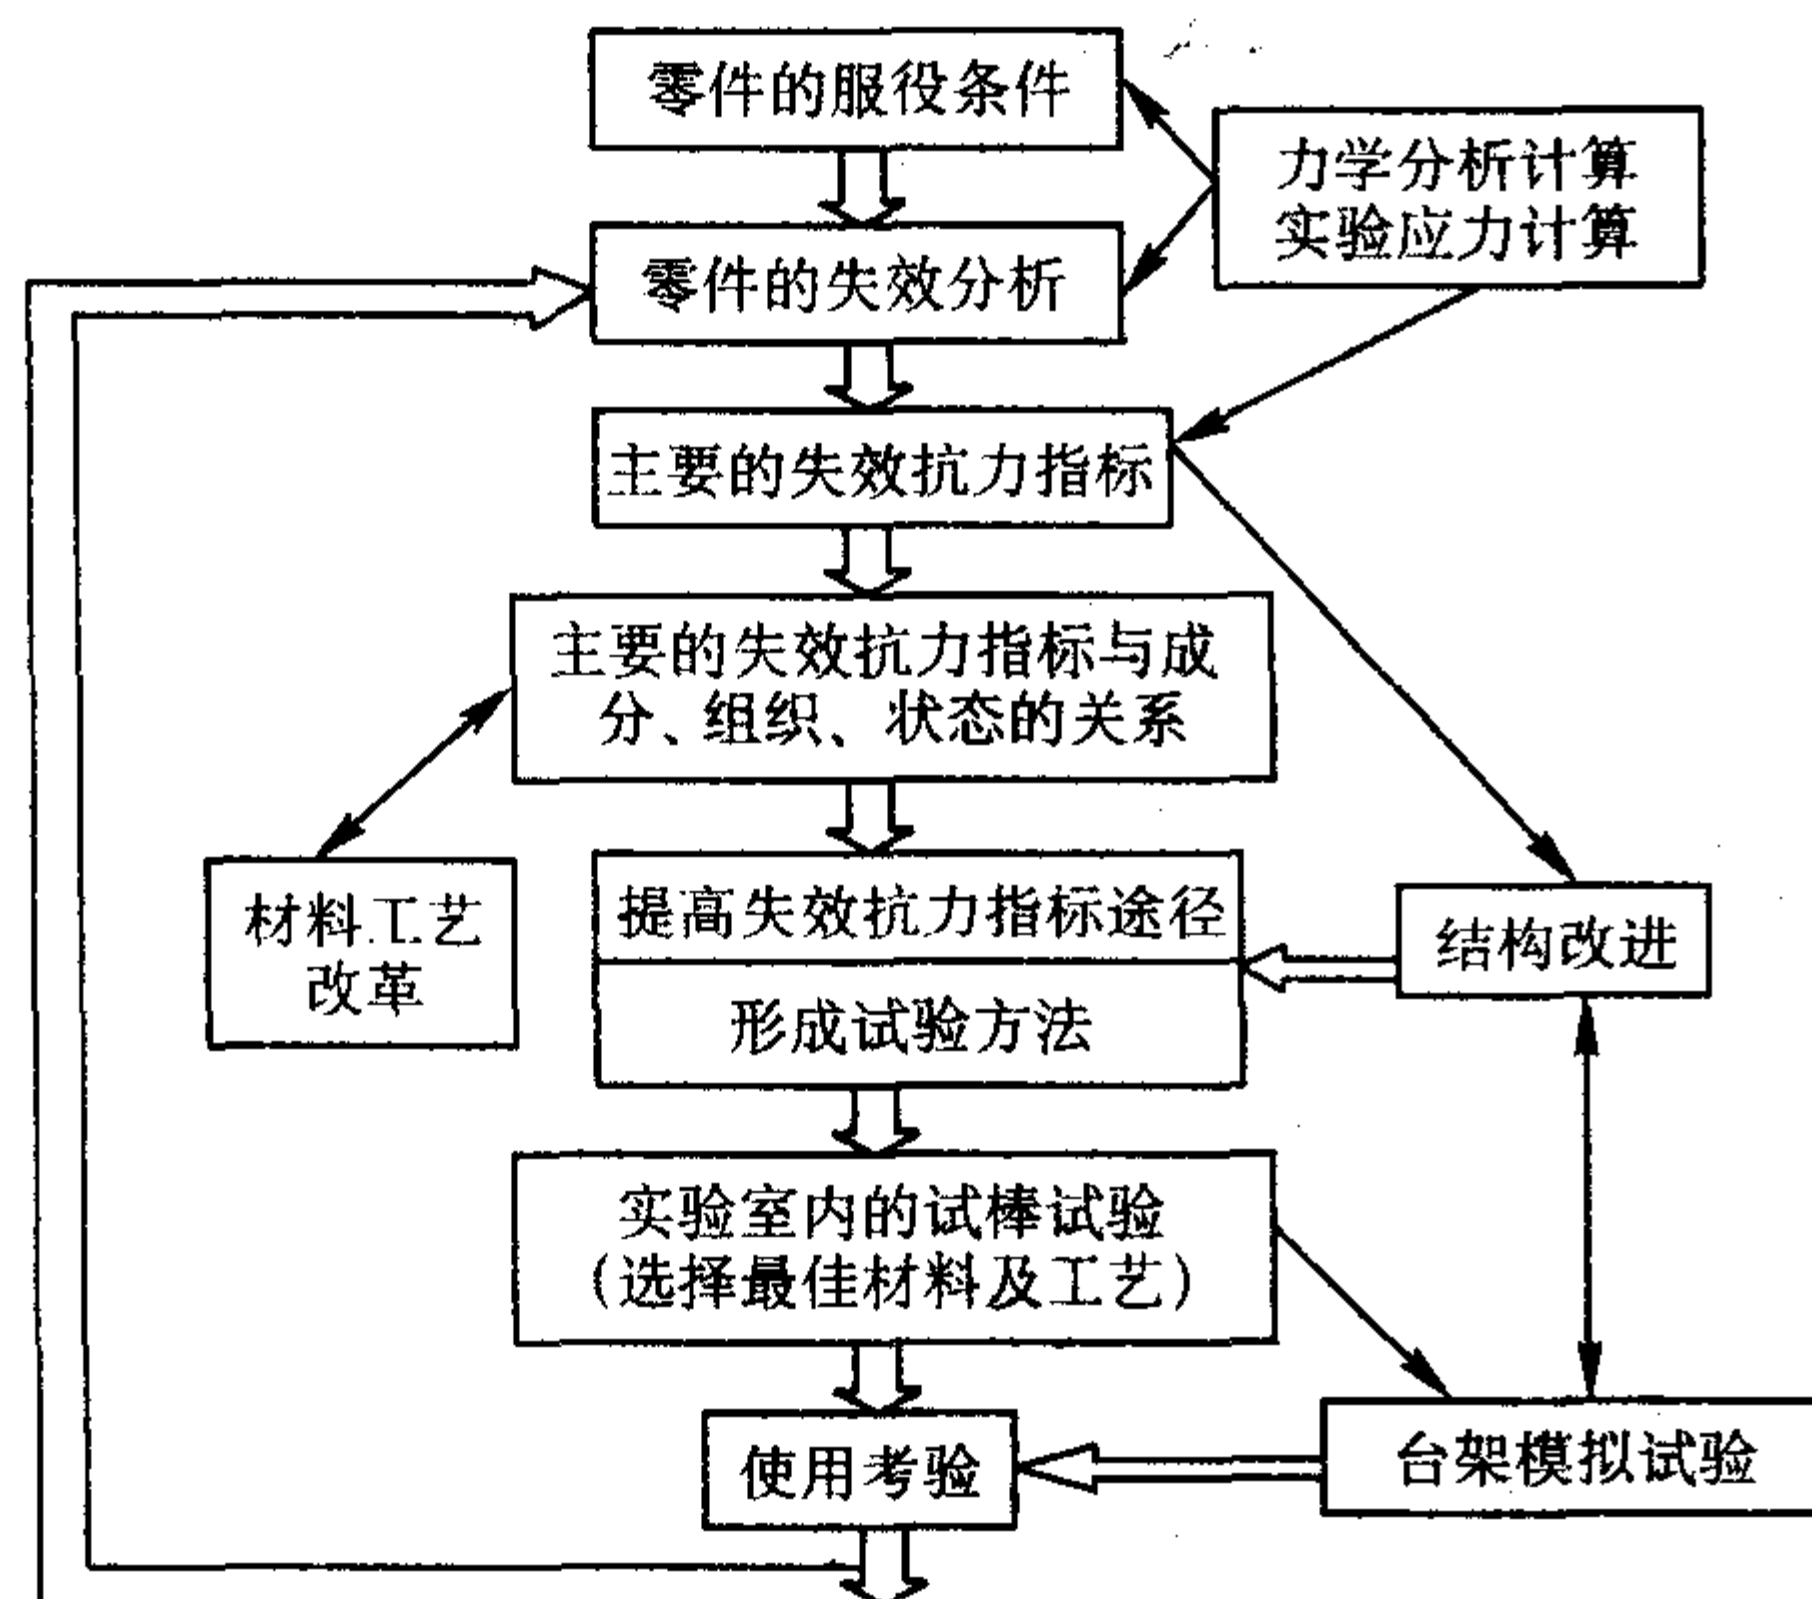 零件的服役条件
力学分析计算
实验应力计算
零件的失效分析
主要的失效抗力指标
主要的失效抗力指标与成
分、组织、状态的关系
材料工艺
改革
提高失效抗力指标途径
结构改进
形成试验方法
实验室内的试棒试验
(选择最佳材料及工艺)
使用考验
台架模拟试验